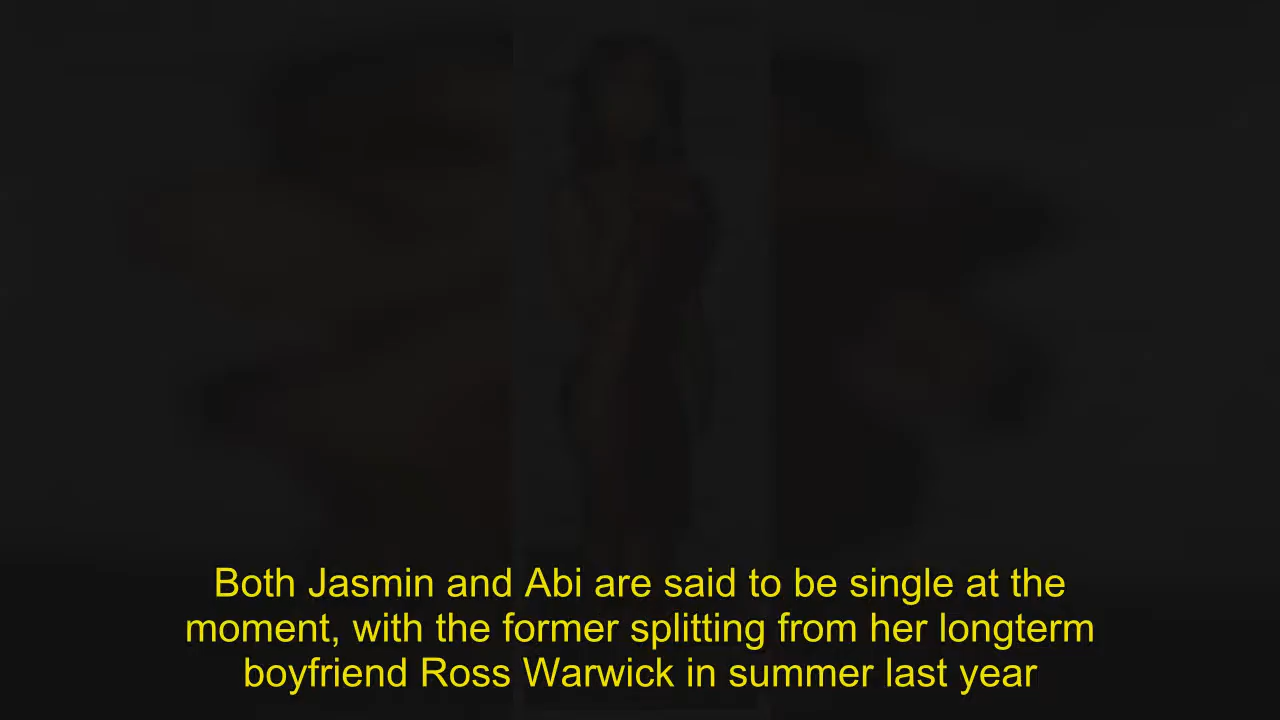 Both Jasmin and Abi are said to be single at the
moment, with the former splitting from her longterm
boyfriend Ross Warwick in summer last year